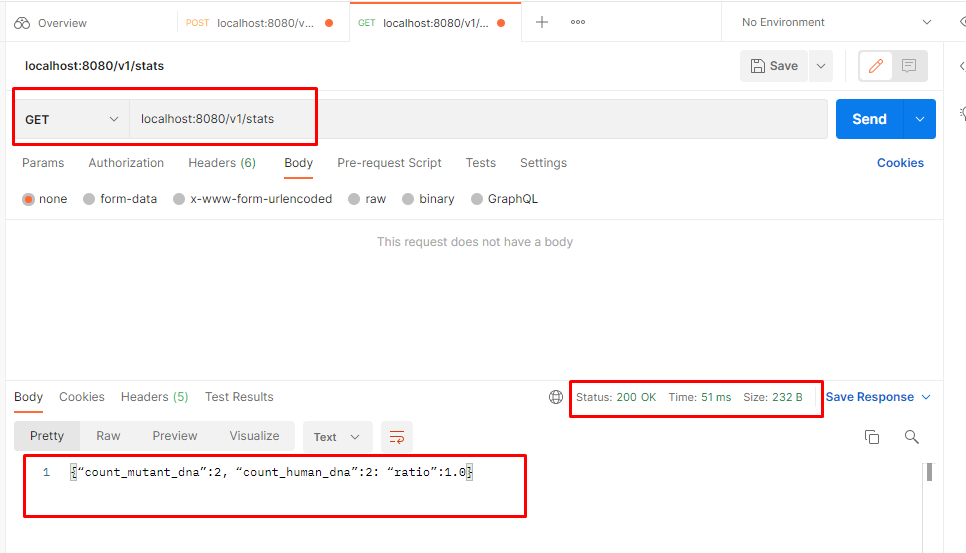 Overview POST localhost:8080/v... GET localhost:8080/v1/... No Environment
localhost:8080/v1/stats Save
GET localhost:8080/v1/stats Send
Params Authorization Headers (6) Body Pre-request Script Tests Settings Cookies
none form-data x-www-form-urlencoded raw binary GraphQL
This request does not have a body
Body Cookies Headers (5) Test Results Status: 200 OK Time: 51 ms Size: 232 B Save Response
Pretty Raw Preview Visualize Text
1 {“count_mutant_dna”:2, “count_human_dna”:2: “ratio”:1.0}